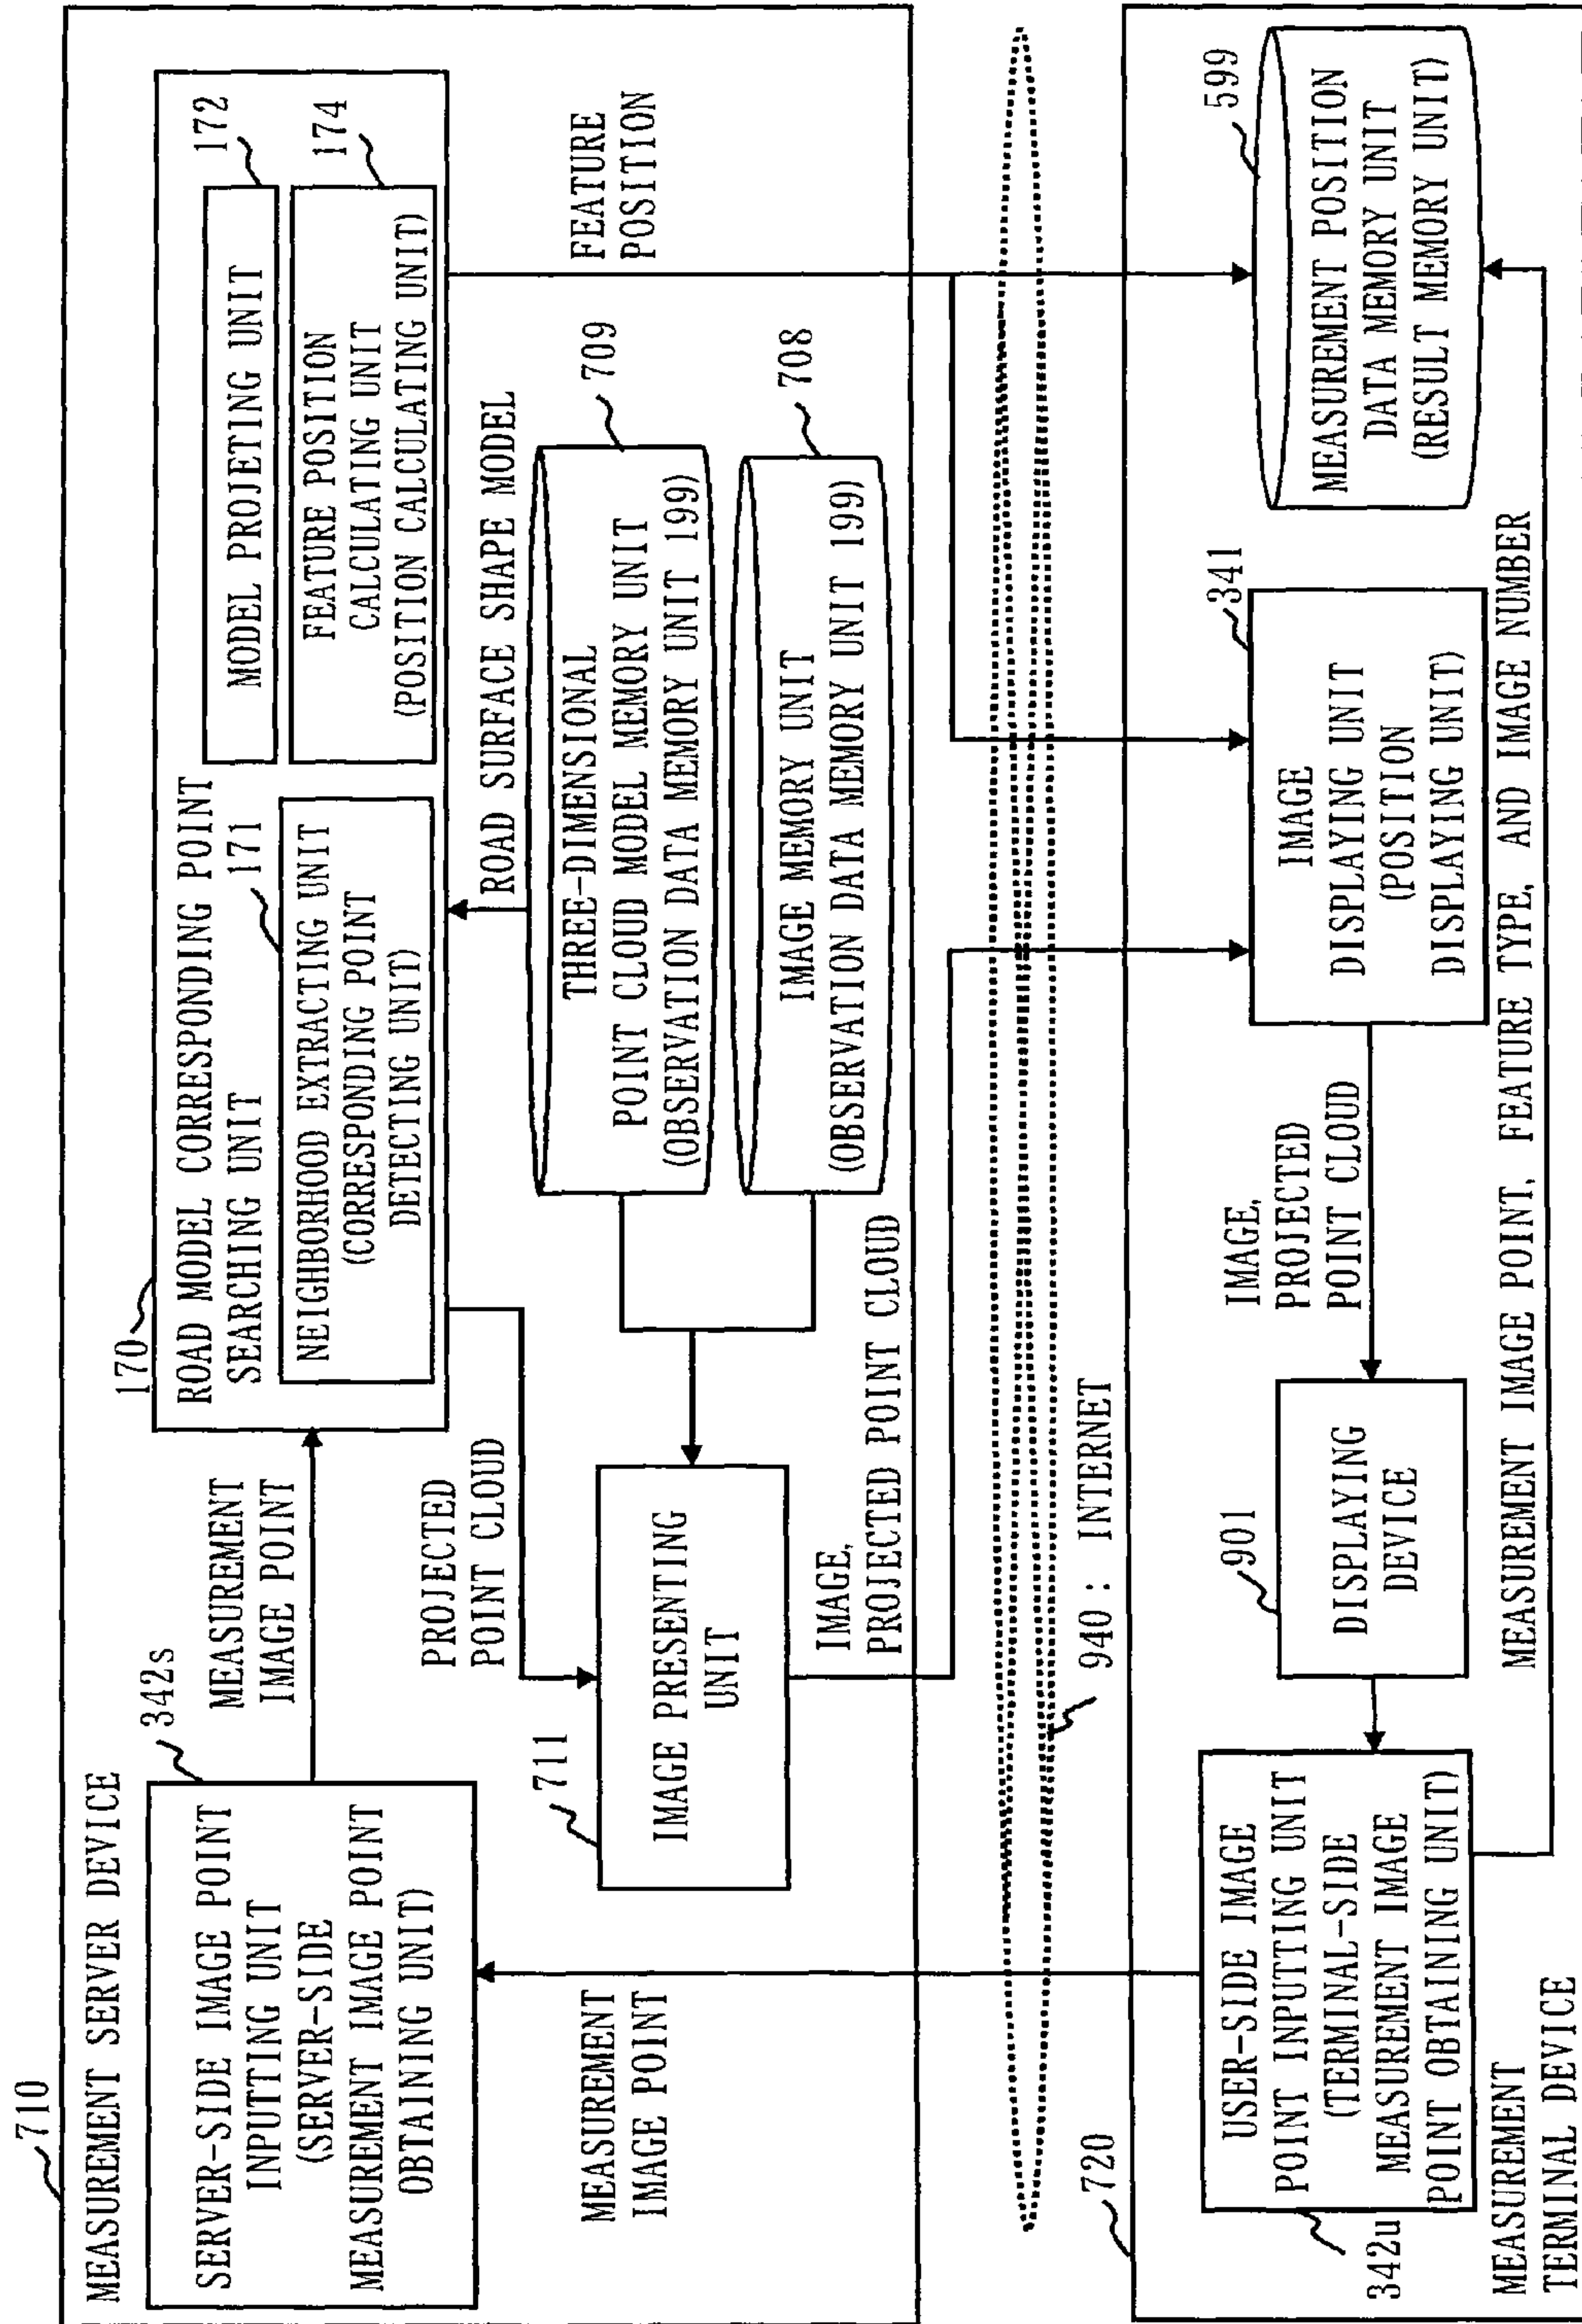 710
MEASUREMENT SERVER DEVICE
SERVER-SIDE IMAGE POINT
INPUTTING UNIT
(SERVER-SIDE
MEASUREMENT IMAGE POINT
OBTAINING UNIT)
342s
MEASUREMENT
IMAGE POINT
170
ROAD MODEL CORRESPONDING POINT
SEARCHING UNIT
171
NEIGHBORHOOD EXTRACTING UNIT
(CORRESPONDING POINT
DETECTING UNIT)
MODEL PROJETING UNIT
172
FEATURE POSITION
CALCULATING UNIT
(POSITION CALCULATING UNIT)
174
PROJECTED
POINT CLOUD
ROAD SURFACE SHAPE MODEL
FEATURE
POSITION
THREE-DIMENSIONAL
POINT CLOUD MODEL MEMORY UNIT
(OBSERVATION DATA MEMORY UNIT 199)
709
IMAGE MEMORY UNIT
(OBSERVATION DATA MEMORY UNIT 199)
708
711
IMAGE PRESENTING
UNIT
MEASUREMENT
IMAGE POINT
IMAGE,
PROJECTED POINT CLOUD
940 : INTERNET
720
USER-SIDE IMAGE
POINT INPUTTING UNIT
(TERMINAL-SIDE
MEASUREMENT IMAGE
POINT OBTAINING UNIT)
342u
901
DISPLAYING
DEVICE
IMAGE,
PROJECTED
POINT CLOUD
IMAGE
DISPLAYING UNIT
(POSITION
DISPLAYING UNIT)
341
MEASUREMENT POSITION
DATA MEMORY UNIT
(RESULT MEMORY UNIT)
599
MEASUREMENT IMAGE POINT, FEATURE TYPE, AND IMAGE NUMBER
MEASUREMENT
TERMINAL DEVICE